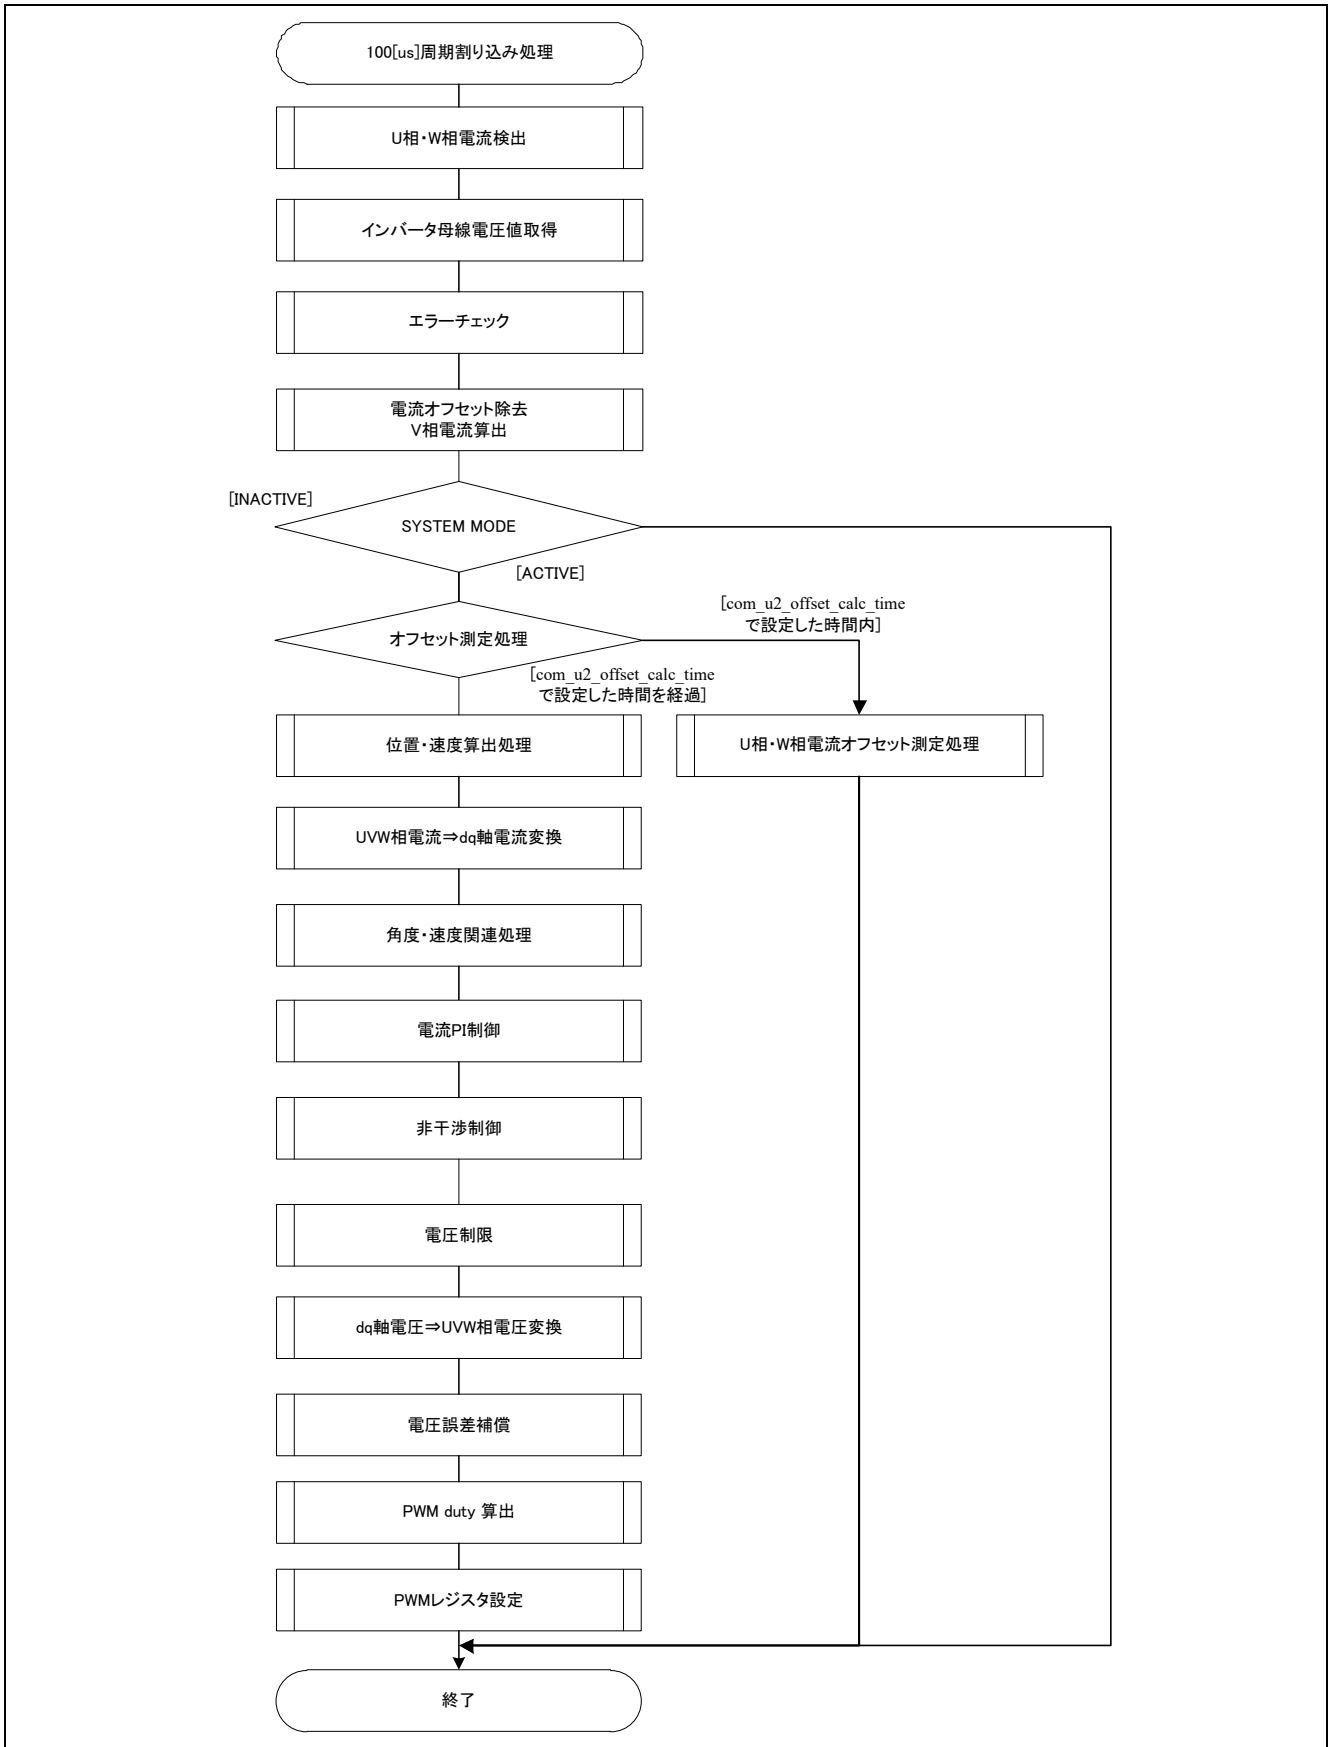 100[us]周期割り込み処理
U相・W相電流検出
インバータ母線電圧値取得
エラーチェック
電流オフセット除去
V相電流算出
[INACTIVE]
SYSTEM MODE
[ACTIVE]
[com_u2_offset_calc_time
で設定した時間内]
オフセット測定処理
[com_u2_offset_calc_time
で設定した時間を経過]
位置・速度算出処理
U相・W相電流オフセット測定処理
UVW相電流⇒dq軸電流変換
角度・速度関連処理
電流PI制御
非干渉制御
電圧制限
dq軸電圧⇒UVW相電圧変換
電圧誤差補償
PWM duty 算出
PWMレジスタ設定
終了